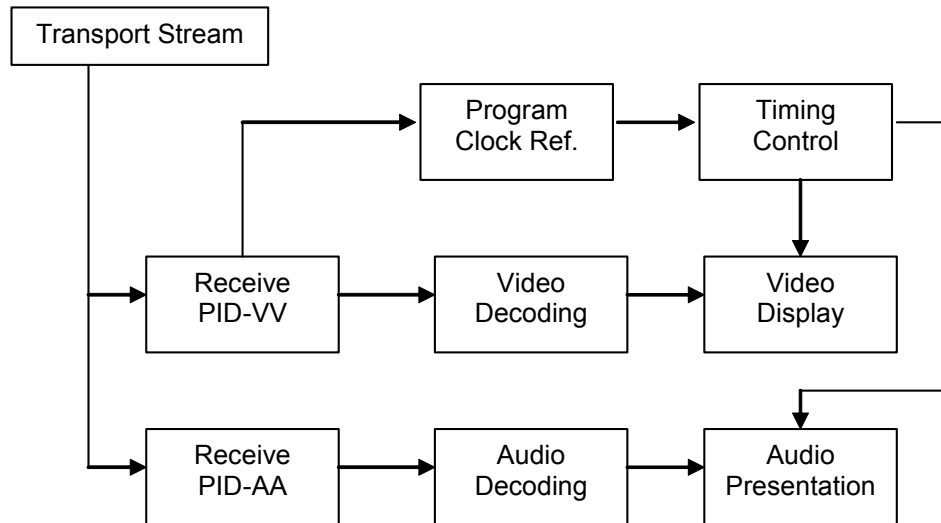 Transport Stream
Program
Clock Ref.
Timing
Control
Receive
PID-VV
Video
Decoding
Video
Display
Receive
PID-AA
Audio
Decoding
Audio
Presentation